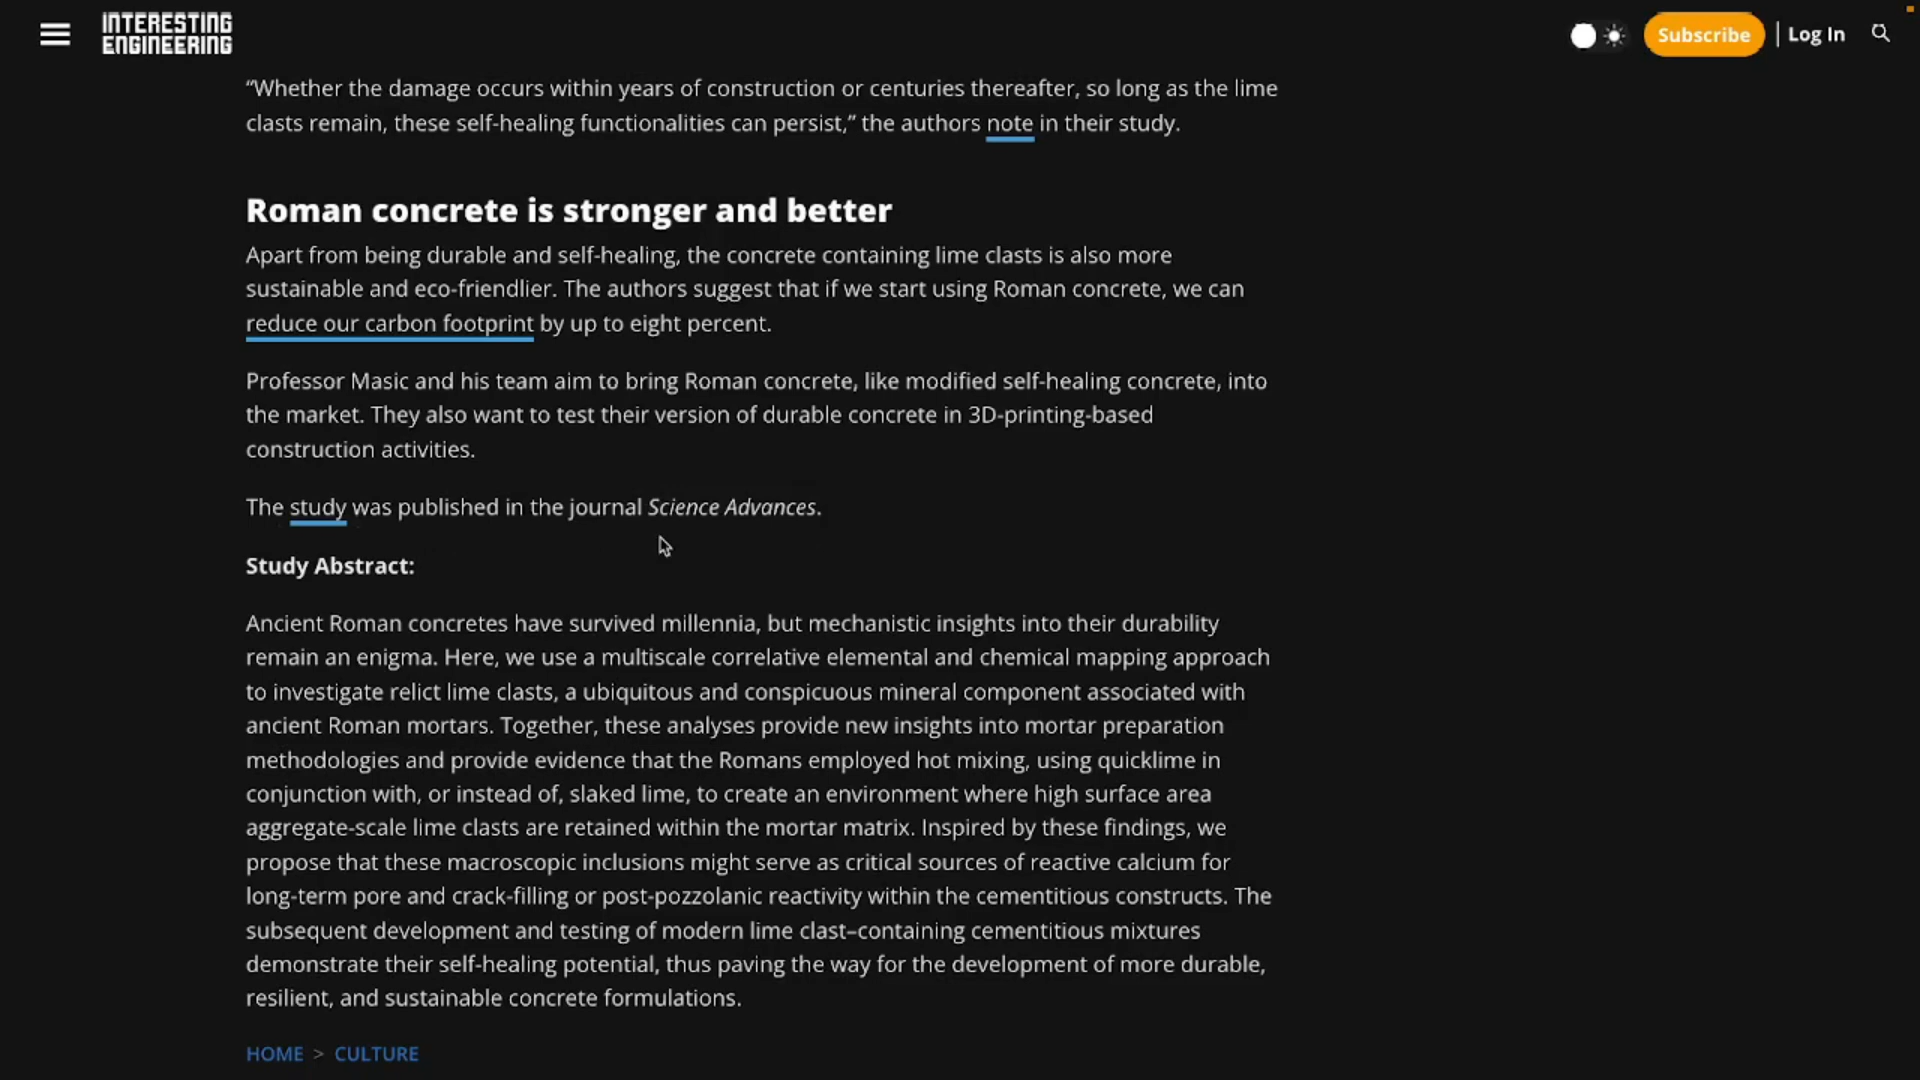 INTERESTING
ENGINEERING
Subscribe
Log In
“Whether the damage occurs within years of construction or centuries thereafter, so long as the lime
clasts remain, these self-healing functionalities can persist,” the authors note in their study.
Roman concrete is stronger and better
Apart from being durable and self-healing, the concrete containing lime clasts is also more
sustainable and eco-friendlier. The authors suggest that if we start using Roman concrete, we can
reduce our carbon footprint by up to eight percent.
Professor Masic and his team aim to bring Roman concrete, like modified self-healing concrete, into
the market. They also want to test their version of durable concrete in 3D-printing-based
construction activities.
The study was published in the journal Science Advances.
Study Abstract:
Ancient Roman concretes have survived millennia, but mechanistic insights into their durability
remain an enigma. Here, we use a multiscale correlative elemental and chemical mapping approach
to investigate relict lime clasts, a ubiquitous and conspicuous mineral component associated with
ancient Roman mortars. Together, these analyses provide new insights into mortar preparation
methodologies and provide evidence that the Romans employed hot mixing, using quicklime in
conjunction with, or instead of, slaked lime, to create an environment where high surface area
aggregate-scale lime clasts are retained within the mortar matrix. Inspired by these findings, we
propose that these macroscopic inclusions might serve as critical sources of reactive calcium for
long-term pore and crack-filling or post-pozzolanic reactivity within the cementitious constructs. The
subsequent development and testing of modern lime clast–containing cementitious mixtures
demonstrate their self-healing potential, thus paving the way for the development of more durable,
resilient, and sustainable concrete formulations.
HOME > CULTURE